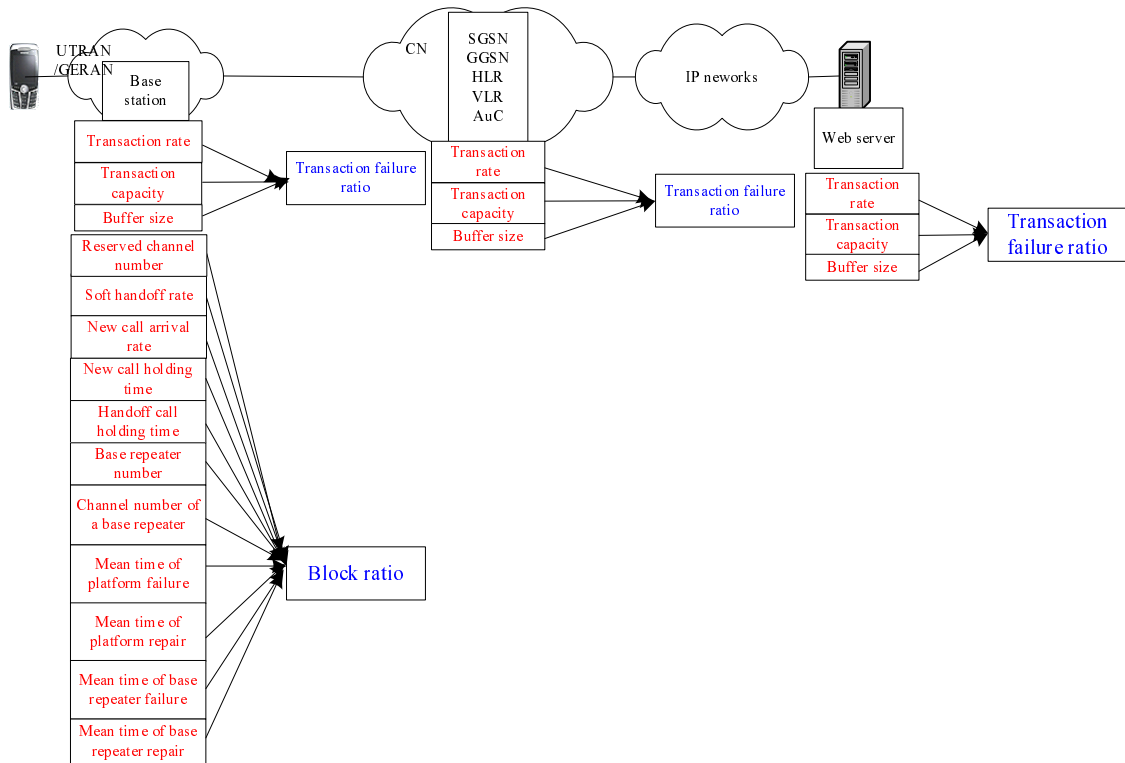 UTRAN
/GERAN
Base
station
CN
SGSN
GGSN
HLR
VLR
AuC
IP neworks
Web server
Transaction rate
Transaction
capacity
Buffer size
Transaction failure
ratio
Transaction
rate
Transaction
capacity
Buffer size
Transaction failure
ratio
Transaction
rate
Transaction
capacity
Buffer size
Transaction
failure ratio
Reserved channel
number
Soft handoff rate
New call arrival
rate
New call holding
time
Handoff call
holding time
Base repeater
number
Channel number of
a base repeater
Mean time of
platform failure
Mean time of
platform repair
Mean time of base
repeater failure
Mean time of base
repeater repair
Block ratio